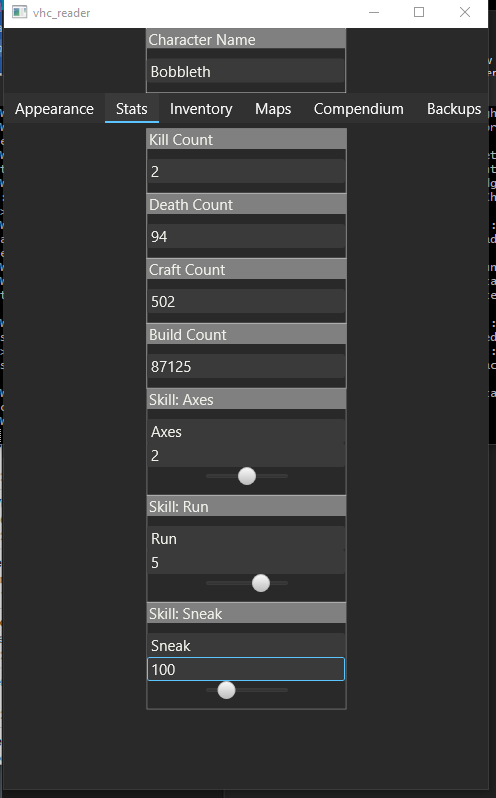 vhc_reader
Character Name
Bobbleth
Appearance Stats Inventory Maps Compendium Backups
Kill Count
2
Death Count
94
Craft Count
502
Build Count
87125
Skill: Axes
Axes
2
Skill: Run
Run
5
Skill: Sneak
Sneak
100